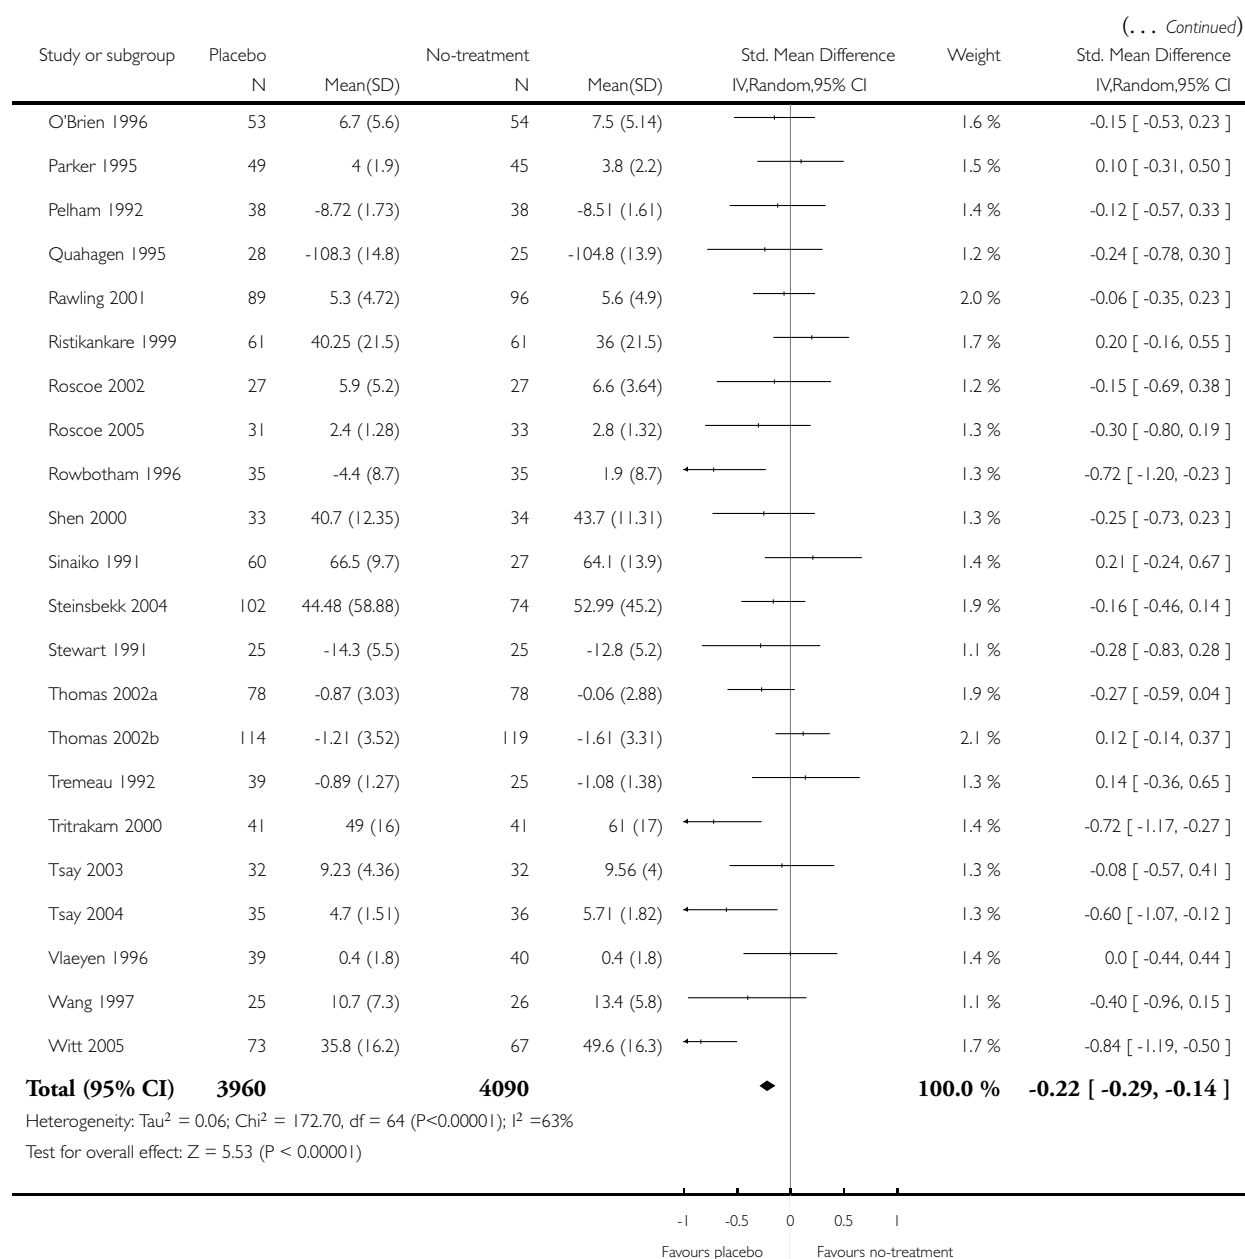 (... Continued)
Study or subgroup Placebo No-treatment Std. Mean Difference Weight Std. Mean Difference
N Mean(SD) N Mean(SD) IV,Random,95% CI IV,Random,95% CI
O'Brien 1996 53 6.7 (5.6) 54 7.5 (5.14) 1.6 % -0.15 [ -0.53, 0.23 ]
Parker 1995 49 4 (1.9) 45 3.8 (2.2) 1.5 % 0.10 [ -0.31, 0.50 ]
Pelham 1992 38 -8.72 (1.73) 38 -8.51 (1.61) 1.4 % -0.12 [ -0.57, 0.33 ]
Quahagen 1995 28 -108.3 (14.8) 25 -104.8 (13.9) 1.2 % -0.24 [ -0.78, 0.30 ]
Rawling 2001 89 5.3 (4.72) 96 5.6 (4.9) 2.0 % -0.06 [ -0.35, 0.23 ]
Ristikankare 1999 61 40.25 (21.5) 61 36 (21.5) 1.7 % 0.20 [ -0.16, 0.55 ]
Roscoe 2002 27 5.9 (5.2) 27 6.6 (3.64) 1.2 % -0.15 [ -0.69, 0.38 ]
Roscoe 2005 31 2.4 (1.28) 33 2.8 (1.32) 1.3 % -0.30 [ -0.80, 0.19 ]
Rowbotham 1996 35 -4.4 (8.7) 35 1.9 (8.7) 1.3 % -0.72 [ -1.20, -0.23 ]
Shen 2000 33 40.7 (12.35) 34 43.7 (11.31) 1.3 % -0.25 [ -0.73, 0.23 ]
Sinaiko 1991 60 66.5 (9.7) 27 64.1 (13.9) 1.4 % 0.21 [ -0.24, 0.67 ]
Steinsbekk 2004 102 44.48 (58.88) 74 52.99 (45.2) 1.9 % -0.16 [ -0.46, 0.14 ]
Stewart 1991 25 -14.3 (5.5) 25 -12.8 (5.2) 1.1 % -0.28 [ -0.83, 0.28 ]
Thomas 2002a 78 -0.87 (3.03) 78 -0.06 (2.88) 1.9 % -0.27 [ -0.59, 0.04 ]
Thomas 2002b 114 -1.21 (3.52) 119 -1.61 (3.31) 2.1 % 0.12 [ -0.14, 0.37 ]
Tremeau 1992 39 -0.89 (1.27) 25 -1.08 (1.38) 1.3 % 0.14 [ -0.36, 0.65 ]
Tritrakarn 2000 41 49 (16) 41 61 (17) 1.4 % -0.72 [ -1.17, -0.27 ]
Tsay 2003 32 9.23 (4.36) 32 9.56 (4) 1.3 % -0.08 [ -0.57, 0.41 ]
Tsay 2004 35 4.7 (1.51) 36 5.71 (1.82) 1.3 % -0.60 [ -1.07, -0.12 ]
Vlaeyen 1996 39 0.4 (1.8) 40 0.4 (1.8) 1.4 % 0.0 [ -0.44, 0.44 ]
Wang 1997 25 10.7 (7.3) 26 13.4 (5.8) 1.1 % -0.40 [ -0.96, 0.15 ]
Witt 2005 73 35.8 (16.2) 67 49.6 (16.3) 1.7 % -0.84 [ -1.19, -0.50 ]
Total (95% CI) 3960 4090 100.0 % -0.22 [ -0.29, -0.14 ]
Heterogeneity: Tau² = 0.06; Chi² = 172.70, df = 64 (P<0.00001); I² =63%
Test for overall effect: Z = 5.53 (P < 0.00001)
-1 -0.5 0 0.5 1
Favours placebo Favours no-treatment